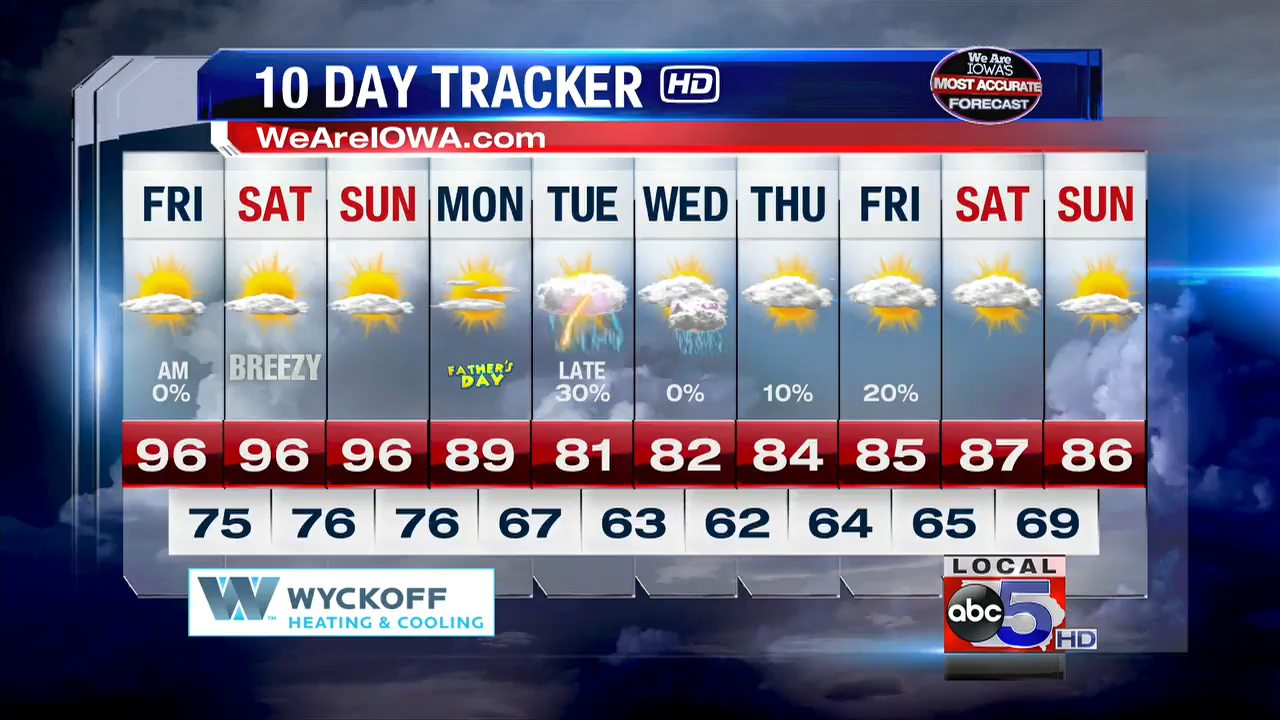 10 DAY TRACKER HD
We Are
IOWA'S
MOST ACCURATE
FORECAST
WeAreIOWA.com
FRI SAT SUN MON TUE WED THU FRI SAT SUN
AM BREEZY FATHER'S DAY LATE
0% 30% 0% 10% 20%
96 96 96 89 81 82 84 85 87 86
75 76 76 67 63 62 64 65 69
W™ WYCKOFF
HEATING & COOLING
LOCAL
abc 5
HD